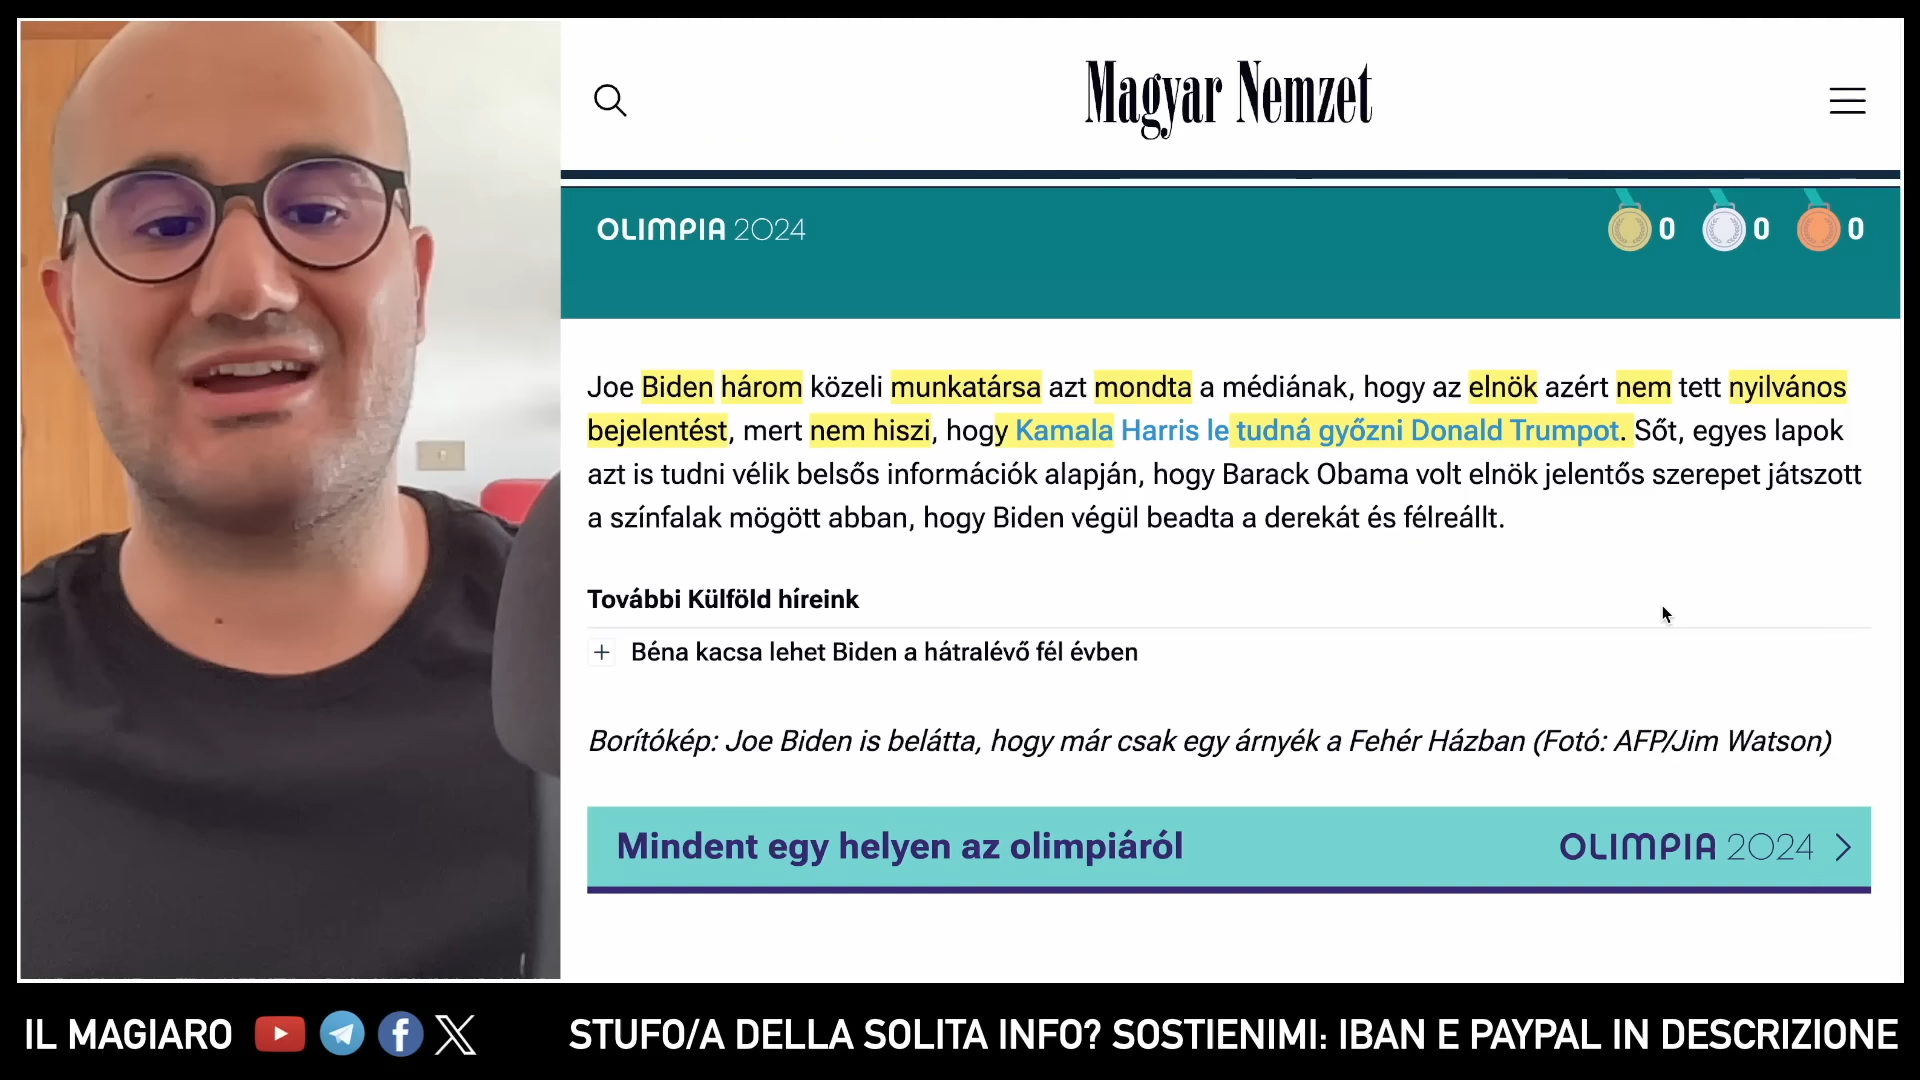 Magyar Nemzet
OLIMPIA 2024
0 0 0
Joe Biden három közeli munkatársa azt mondta a médiának, hogy az elnök azért nem tett nyilvános
bejelentést, mert nem hiszi, hogy Kamala Harris le tudná győzni Donald Trumpot. Sőt, egyes lapok
azt is tudni vélik belsős információk alapján, hogy Barack Obama volt elnök jelentős szerepet játszott
a színfalak mögött abban, hogy Biden végül beadta a derekát és félreállt.
További Külföld híreink
Béna kacsa lehet Biden a hátralévő fél évben
Borítókép: Joe Biden is belátta, hogy már csak egy árnyék a Fehér Házban (Fotó: AFP/Jim Watson)
Mindent egy helyen az olimpiáról
OLIMPIA 2024
IL MAGIARO
STUFO/A DELLA SOLITA INFO? SOSTIENIMI: IBAN E PAYPAL IN DESCRIZIONE